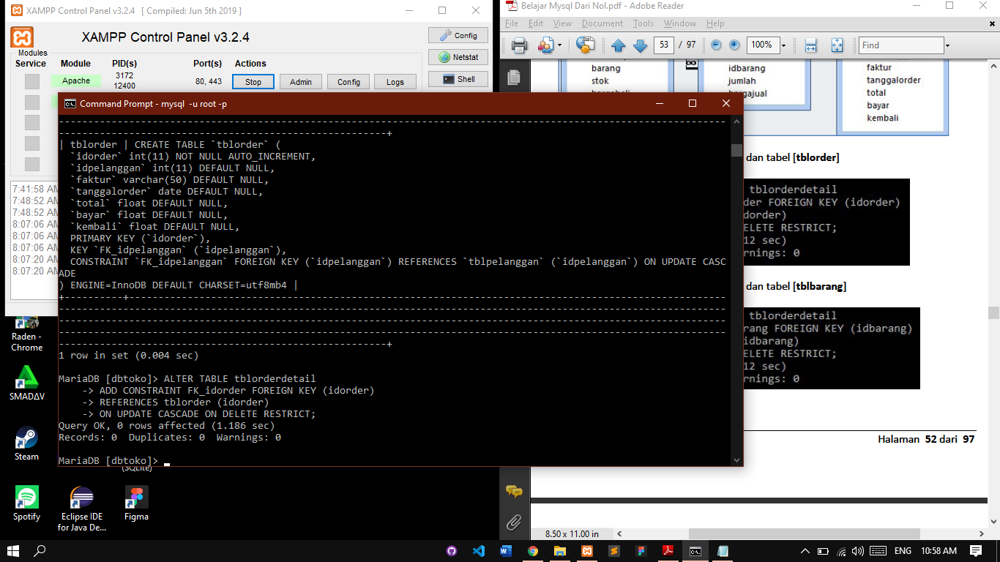 XAMPP Control Panel v3.2.4 [ Compiled: Jun 5th 2019 ]
XAMPP Control Panel v3.2.4
Config
Netstat
Shell
Modules
Service
Module
PID(s)
Port(s)
Actions
Apache
3172
12400
80, 443
Stop
Admin
Config
Logs
7:41:58 AM
7:48:52 AM
7:48:52 AM
8:07:06 AM
8:07:06 AM
8:07:06 AM
8:07:20 AM
8:07:20 AM
Belajar Mysql Dari Nol.pdf - Adobe Reader
File Edit View Document Tools Window Help
53 / 97
100%
Find
barang
stok
idbarang
jumlah
hargajual
faktur
tanggalorder
total
bayar
kembali
dan tabel [tblorder]
tblorderdetail
der FOREIGN KEY (idorder)
dorder)
ELETE RESTRICT;
12 sec)
rnings: 0
dan tabel [tblbarang]
tblorderdetail
rang FOREIGN KEY (idbarang)
idbarang)
ELETE RESTRICT;
12 sec)
rnings: 0
Halaman 52 dari 97
8.50 x 11.00 in
Command Prompt - mysql -u root -p
| tblorder | CREATE TABLE `tblorder` (
`idorder` int(11) NOT NULL AUTO_INCREMENT,
`idpelanggan` int(11) DEFAULT NULL,
`faktur` varchar(50) DEFAULT NULL,
`tanggalorder` date DEFAULT NULL,
`total` float DEFAULT NULL,
`bayar` float DEFAULT NULL,
`kembali` float DEFAULT NULL,
PRIMARY KEY (`idorder`),
KEY `FK_idpelanggan` (`idpelanggan`),
CONSTRAINT `FK_idpelanggan` FOREIGN KEY (`idpelanggan`) REFERENCES `tblpelanggan` (`idpelanggan`) ON UPDATE CASC
ADE
) ENGINE=InnoDB DEFAULT CHARSET=utf8mb4 |
1 row in set (0.004 sec)
MariaDB [dbtoko]> ALTER TABLE tblorderdetail
-> ADD CONSTRAINT FK_idorder FOREIGN KEY (idorder)
-> REFERENCES tblorder (idorder)
-> ON UPDATE CASCADE ON DELETE RESTRICT;
Query OK, 0 rows affected (1.186 sec)
Records: 0 Duplicates: 0 Warnings: 0
MariaDB [dbtoko]>
Raden -
Chrome
SMADΔV
Steam
(SQLite)
Spotify
Eclipse IDE
for Java De...
Figma
ENG
10:58 AM